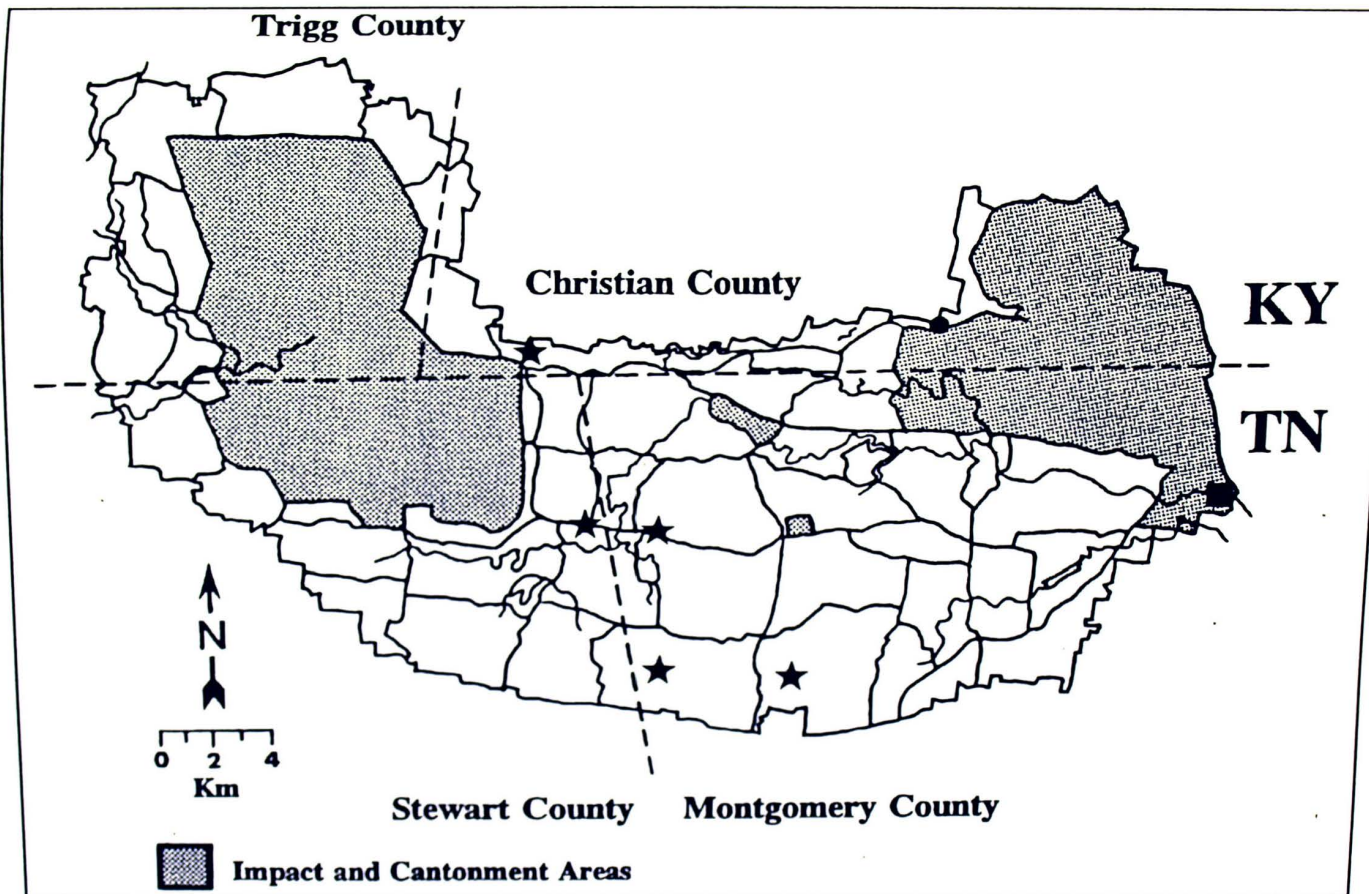 Trigg County
Christian County
KY
TN
N
0 2 4
Km
Stewart County Montgomery County
Impact and Cantonment Areas